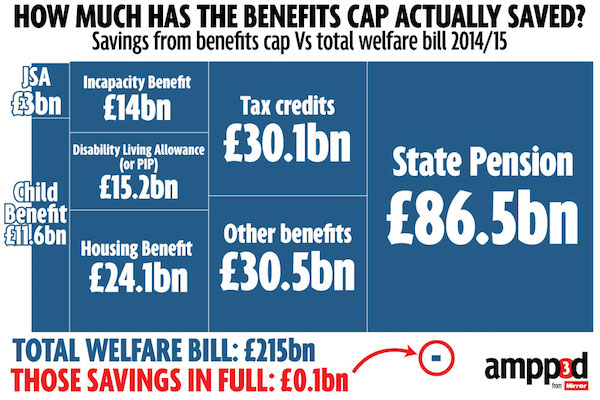 HOW MUCH HAS THE BENEFITS CAP ACTUALLY SAVED?
Savings from benefits cap Vs total welfare bill 2014/15
JSA
£3bn
Child
Benefit
£11.6bn
Incapacity Benefit
£14bn
Disability Living Allowance
(or PIP)
£15.2bn
Housing Benefit
£24.1bn
Tax credits
£30.1bn
Other benefits
£30.5bn
State Pension
£86.5bn
TOTAL WELFARE BILL: £215bn
THOSE SAVINGS IN FULL: £0.1bn
ampp3d
from Mirror